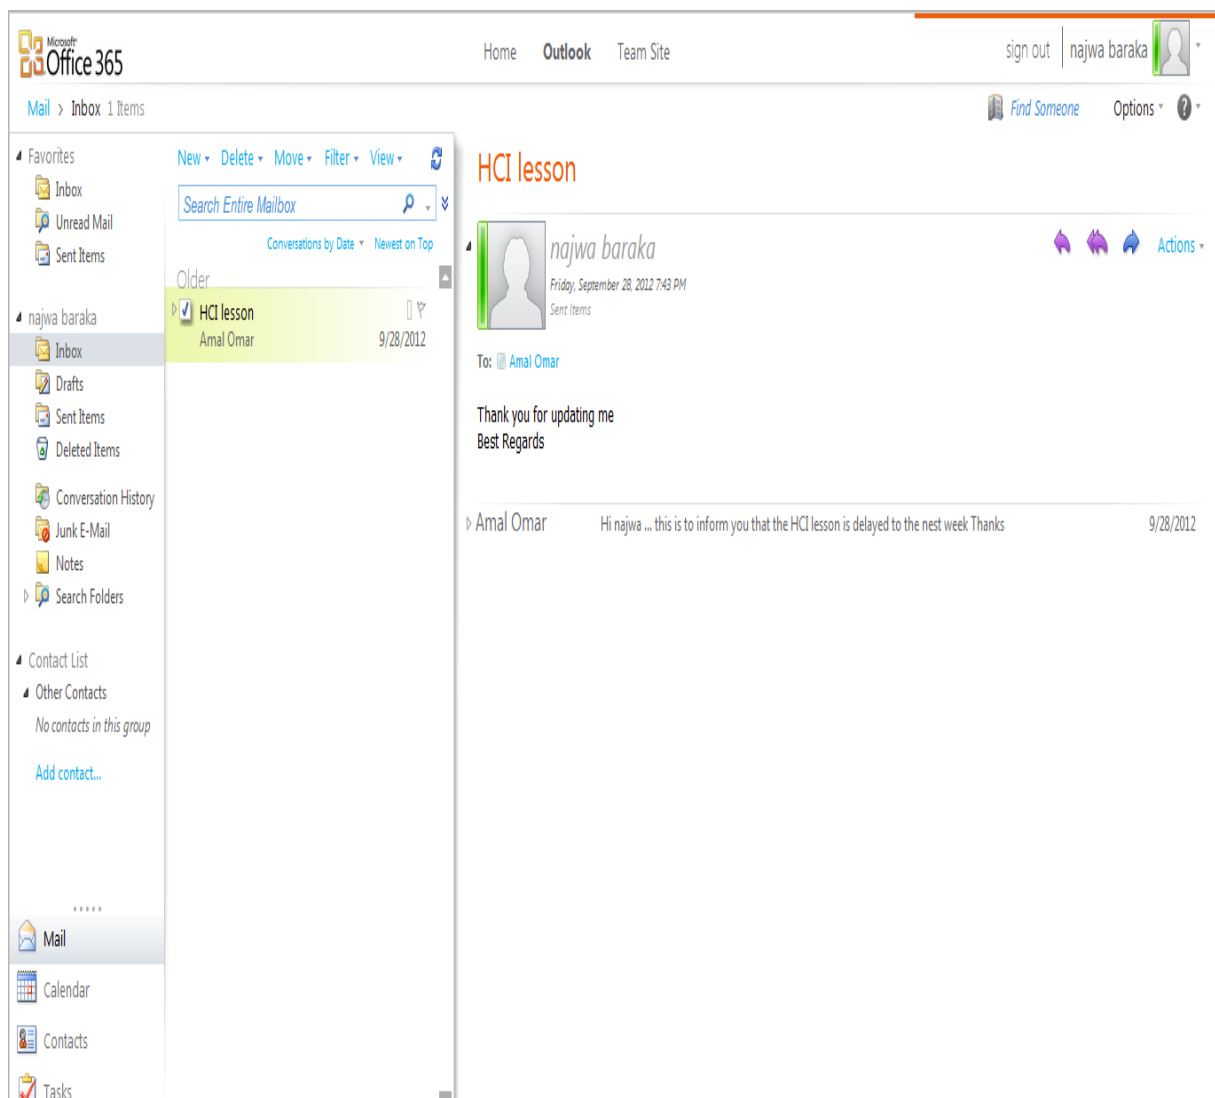 Microsoft®
Office 365
Home Outlook Team Site
sign out najwa baraka
Mail > Inbox 1 Items
Find Someone Options ?
Favorites
Inbox
Unread Mail
Sent Items
najwa baraka
Inbox
Drafts
Sent Items
Deleted Items
Conversation History
Junk E-Mail
Notes
Search Folders
Contact List
Other Contacts
No contacts in this group
Add contact...
Mail
Calendar
Contacts
Tasks
New Delete Move Filter View
Search Entire Mailbox
Conversations by Date Newest on Top
Older
HCI lesson
Amal Omar 9/28/2012
HCI lesson
najwa baraka
Friday, September 28, 2012 7:43 PM
Sent Items
Actions
To: Amal Omar
Thank you for updating me
Best Regards
Amal Omar Hi najwa ... this is to inform you that the HCI lesson is delayed to the nest week Thanks 9/28/2012